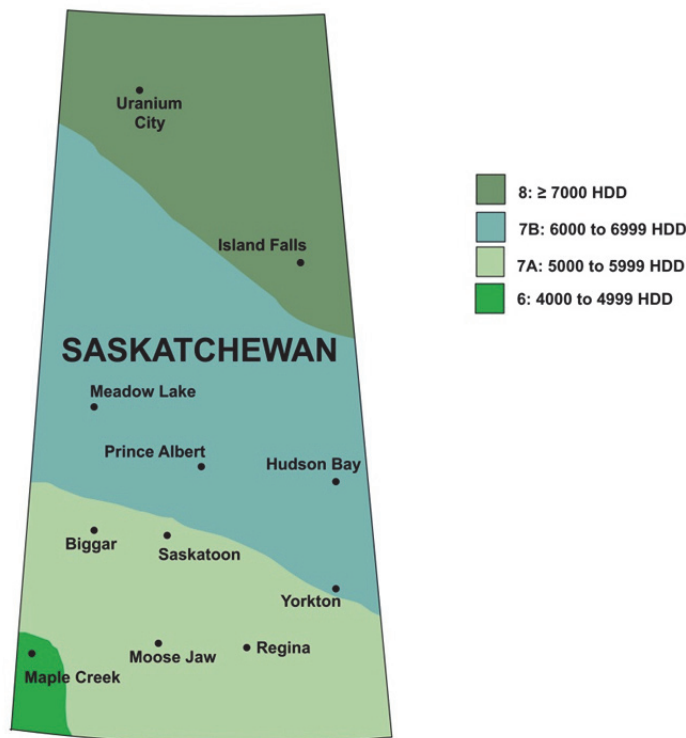 Uranium
City
Island Falls
SASKATCHEWAN
Meadow Lake
Prince Albert
Hudson Bay
Biggar
Saskatoon
Yorkton
Moose Jaw
Regina
Maple Creek
8: ≥ 7000 HDD
7B: 6000 to 6999 HDD
7A: 5000 to 5999 HDD
6: 4000 to 4999 HDD